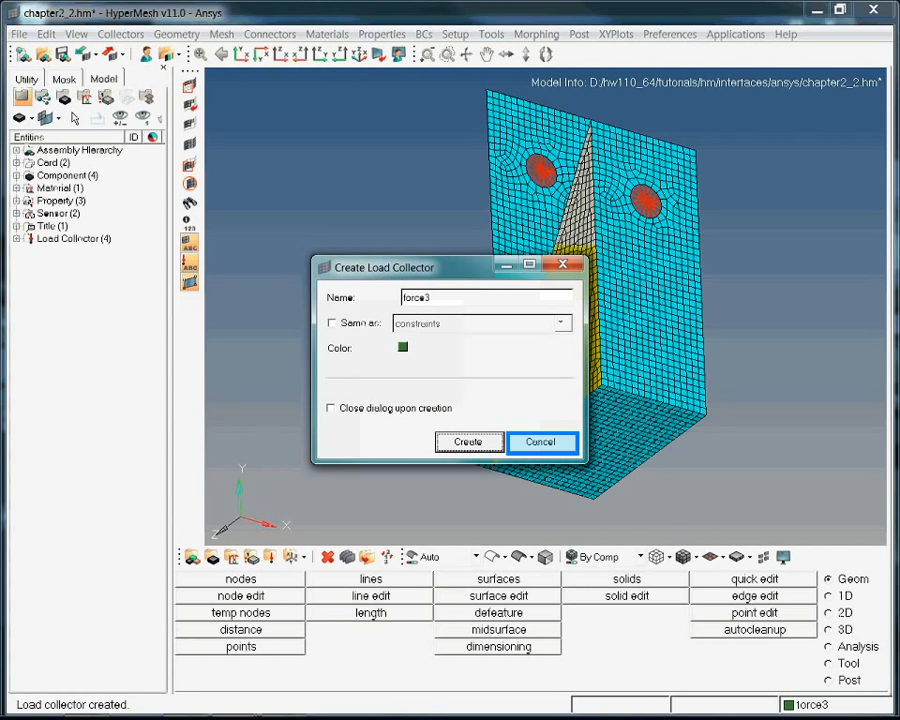 chapter2_2.hm* - HyperMesh v11.0 - Ansys
File Edit View Collectors Geometry Mesh Connectors Materials Properties BCs Setup Tools Morphing Post XYPlots Preferences Applications Help
Utility Mask Model
Model Info: D:/hw110_64/tutorials/hm/interfaces/ansys/chapter2_2.hm*
Entities ID
Assembly Hierarchy
Card (2)
Component (4)
Material (1)
Property (3)
Sensor (2)
Title (1)
Load Collector (4)
123
ABC
ABC
Create Load Collector
Name: force3
Same as: constraints
Color:
Close dialog upon creation
Create Cancel
Y
Z X
Auto By Comp
nodes lines surfaces solids quick edit Geom
node edit line edit surface edit solid edit edge edit 1D
temp nodes length defeature point edit 2D
distance midsurface autocleanup 3D
points dimensioning Analysis
Tool
Post
Load collector created. force3